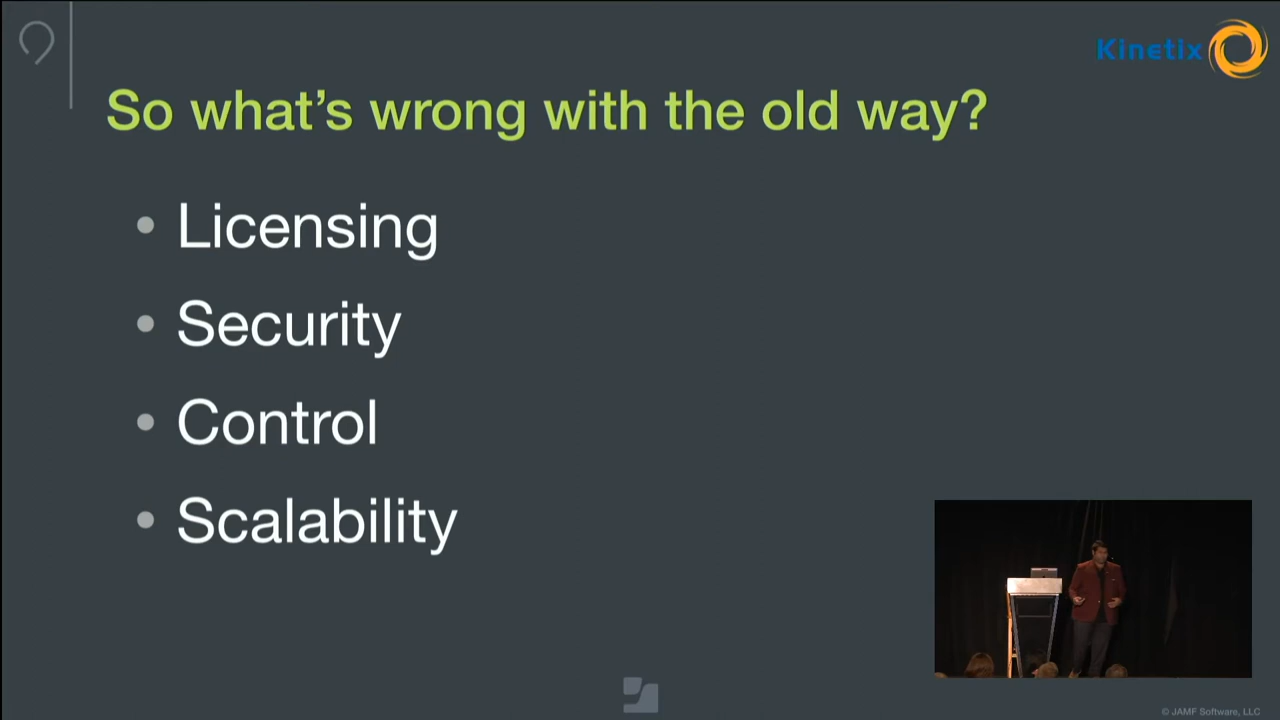 Kinetix
So what's wrong with the old way?
• Licensing
• Security
• Control
• Scalability
© JAMF Software, LLC